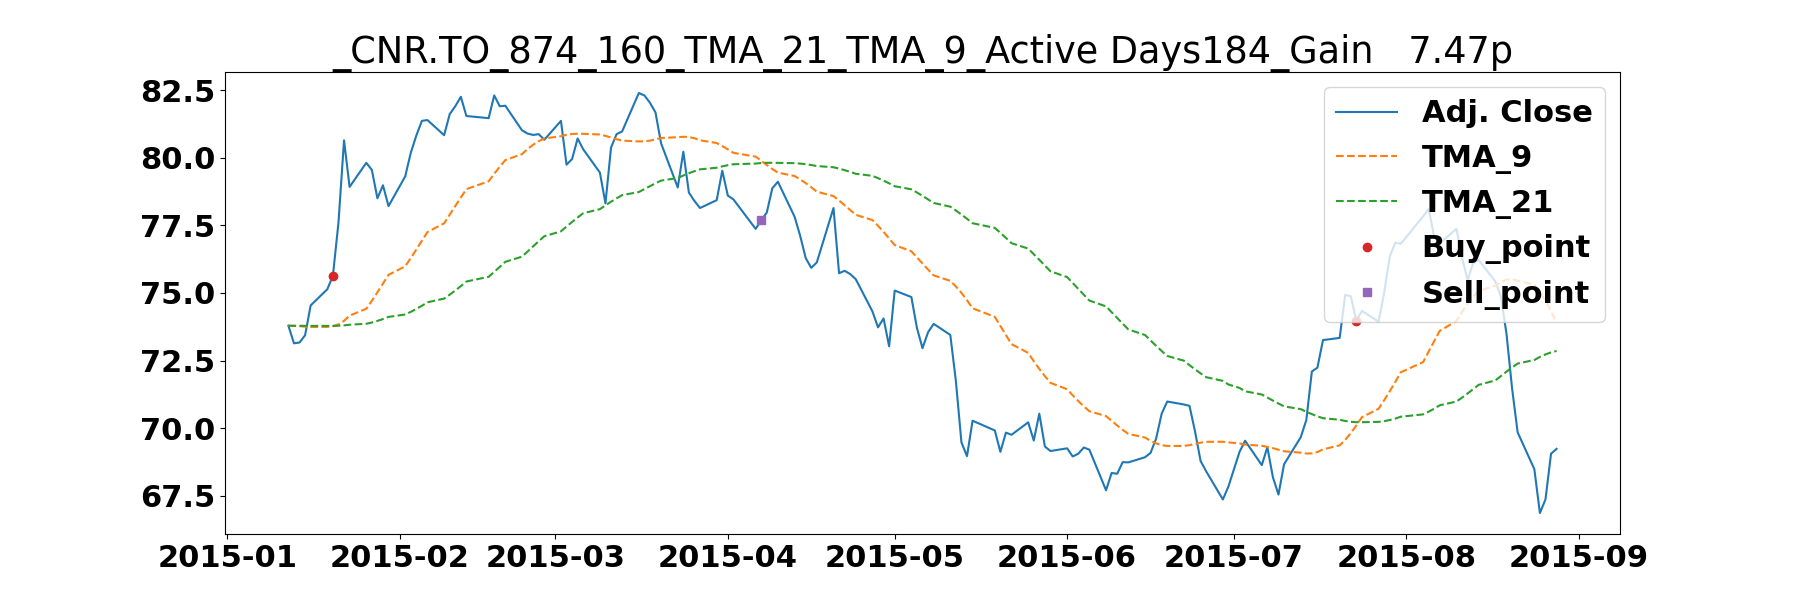 _CNR.TO_874_160_TMA_21_TMA_9_Active Days184_Gain   7.47p
82.5
80.0
77.5
75.0
72.5
70.0
67.5
Adj. Close
TMA_9
TMA_21
Buy_point
Sell_point
2015-01 2015-02 2015-03 2015-04 2015-05 2015-06 2015-07 2015-08 2015-09